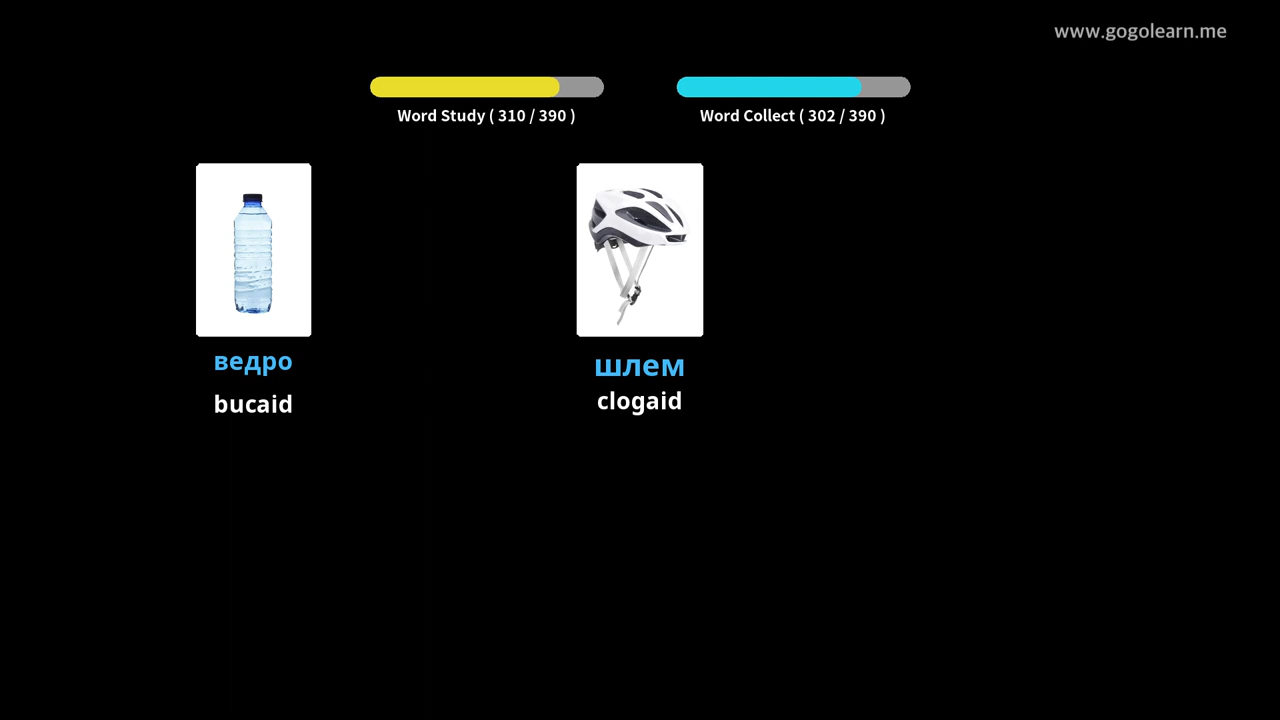 www.gogolearn.me
Word Study ( 310 / 390 )
Word Collect ( 302 / 390 )
ведро
bucaid
шлем
clogaid